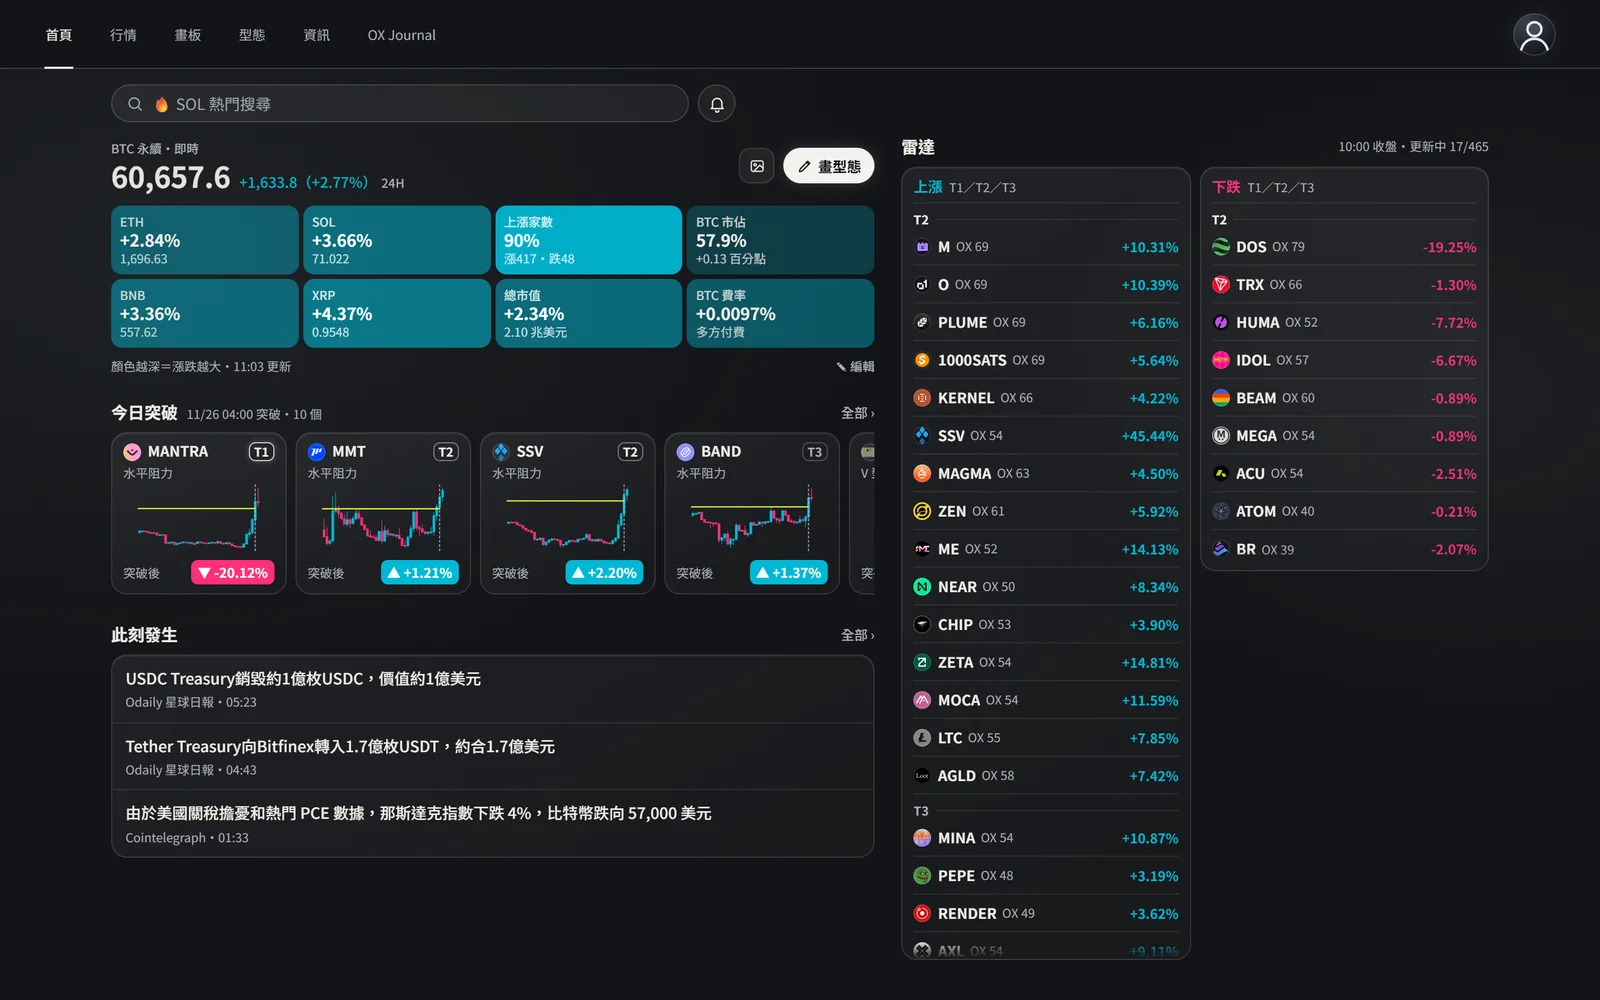 首頁 行情 畫板 型態 資訊 OX Journal
SOL 熱門搜尋
BTC 永續・即時
60,657.6 +1,633.8（+2.77%） 24H
畫型態
ETH
+2.84%
1,696.63
SOL
+3.66%
71.022
上漲家數
90%
漲417・跌48
BTC 市佔
57.9%
+0.13 百分點
BNB
+3.36%
557.62
XRP
+4.37%
0.9548
總市值
+2.34%
2.10 兆美元
BTC 費率
+0.0097%
多方付費
顏色越深＝漲跌越大・11:03 更新
編輯
今日突破 11/26 04:00 突破・10 個
全部 ›
MANTRA T1
水平阻力
突破後 ▼ -20.12%
MMT T2
水平阻力
突破後 ▲ +1.21%
SSV T2
水平阻力
突破後 ▲ +2.20%
BAND T3
水平阻力
突破後 ▲ +1.37%
V
突
此刻發生
全部 ›
USDC Treasury銷毀約1億枚USDC，價值約1億美元
Odaily 星球日報・05:23
Tether Treasury向Bitfinex轉入1.7億枚USDT，約合1.7億美元
Odaily 星球日報・04:43
由於美國關稅擔憂和熱門 PCE 數據，那斯達克指數下跌 4%，比特幣跌向 57,000 美元
Cointelegraph・01:33
雷達
10:00 收盤・更新中 17/465
上漲 T1／T2／T3
T2
M OX 69 +10.31%
O OX 69 +10.39%
PLUME OX 69 +6.16%
1000SATS OX 69 +5.64%
KERNEL OX 66 +4.22%
SSV OX 54 +45.44%
MAGMA OX 63 +4.50%
ZEN OX 61 +5.92%
ME OX 52 +14.13%
NEAR OX 50 +8.34%
CHIP OX 53 +3.90%
ZETA OX 54 +14.81%
MOCA OX 54 +11.59%
LTC OX 55 +7.85%
AGLD OX 58 +7.42%
T3
MINA OX 54 +10.87%
PEPE OX 48 +3.19%
RENDER OX 49 +3.62%
AXL OX 54 +9.11%
下跌 T1／T2／T3
T2
DOS OX 79 -19.25%
TRX OX 66 -1.30%
HUMA OX 52 -7.72%
IDOL OX 57 -6.67%
BEAM OX 60 -0.89%
MEGA OX 54 -0.89%
ACU OX 54 -2.51%
ATOM OX 40 -0.21%
BR OX 39 -2.07%